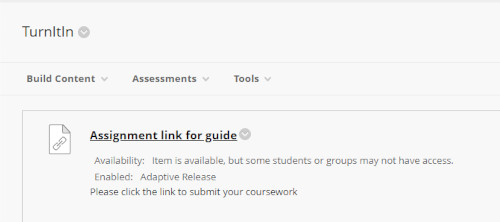 TurnItIn
Build Content Assessments Tools
Assignment link for guide
Availability: Item is available, but some students or groups may not have access.
Enabled: Adaptive Release
Please click the link to submit your coursework